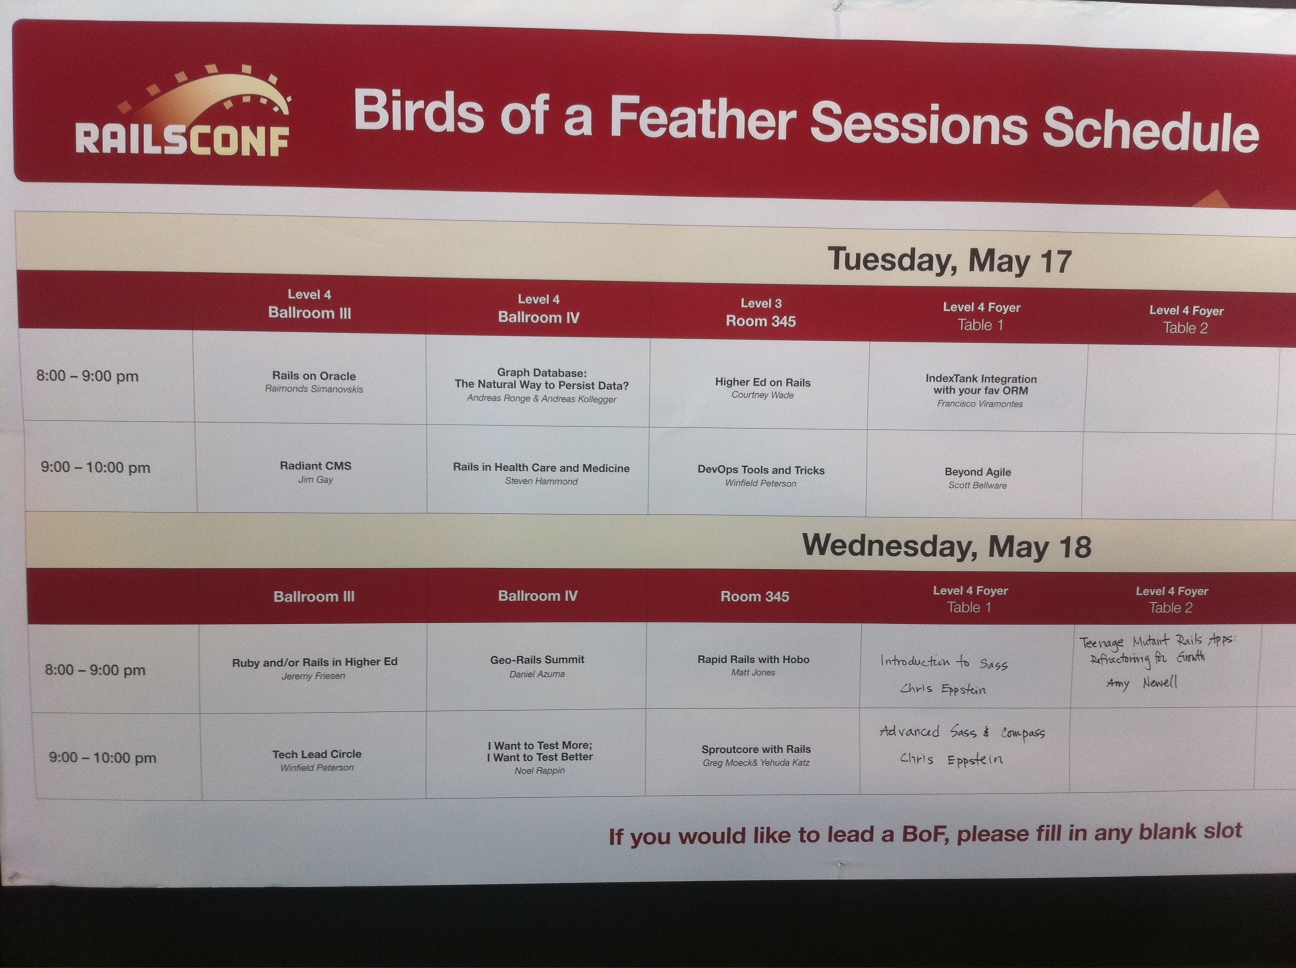 RAILSCONF
Birds of a Feather Sessions Schedule
Tuesday, May 17
Level 4
Ballroom III
Level 4
Ballroom IV
Level 3
Room 345
Level 4 Foyer
Table 1
Level 4 Foyer
Table 2
8:00 – 9:00 pm
Rails on Oracle
Raimonds Simanovskis
Graph Database:
The Natural Way to Persist Data?
Andreas Ronge & Andreas Kollegger
Higher Ed on Rails
Courtney Wade
IndexTank Integration
with your fav ORM
Francisco Viramontes
9:00 – 10:00 pm
Radiant CMS
Jim Gay
Rails in Health Care and Medicine
Steven Hammond
DevOps Tools and Tricks
Winfield Peterson
Beyond Agile
Scott Bellware
Wednesday, May 18
Ballroom III
Ballroom IV
Room 345
Level 4 Foyer
Table 1
Level 4 Foyer
Table 2
8:00 – 9:00 pm
Ruby and/or Rails in Higher Ed
Jeremy Friesen
Geo-Rails Summit
Daniel Azuma
Rapid Rails with Hobo
Matt Jones
Introduction to Sass
Chris Eppstein
Teenage Mutant Rails Apps:
Refractoring for Growth
Amy Newell
9:00 – 10:00 pm
Tech Lead Circle
Winfield Peterson
I Want to Test More;
I Want to Test Better
Noel Rappin
Sproutcore with Rails
Greg Moeck& Yehuda Katz
Advanced Sass & Compass
Chris Eppstein
If you would like to lead a BoF, please fill in any blank slot